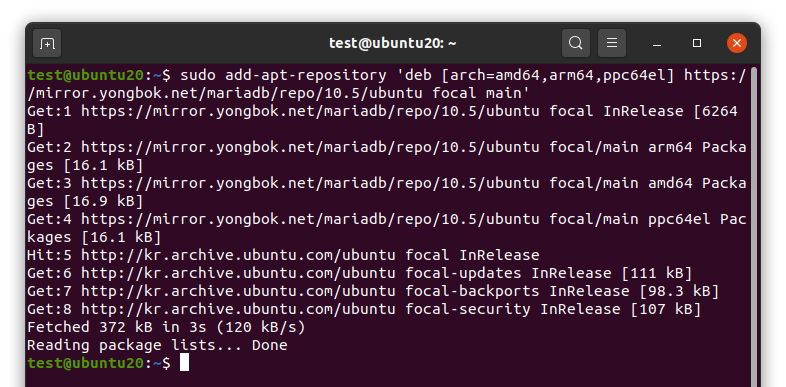 test@ubuntu20: ~
test@ubuntu20:~$ sudo add-apt-repository 'deb [arch=amd64,arm64,ppc64el] https:/
/mirror.yongbok.net/mariadb/repo/10.5/ubuntu focal main'
Get:1 https://mirror.yongbok.net/mariadb/repo/10.5/ubuntu focal InRelease [6264 
B]
Get:2 https://mirror.yongbok.net/mariadb/repo/10.5/ubuntu focal/main arm64 Packa
ges [16.1 kB]
Get:3 https://mirror.yongbok.net/mariadb/repo/10.5/ubuntu focal/main amd64 Packa
ges [16.9 kB]
Get:4 https://mirror.yongbok.net/mariadb/repo/10.5/ubuntu focal/main ppc64el Pac
kages [16.1 kB]
Hit:5 http://kr.archive.ubuntu.com/ubuntu focal InRelease
Get:6 http://kr.archive.ubuntu.com/ubuntu focal-updates InRelease [111 kB]
Get:7 http://kr.archive.ubuntu.com/ubuntu focal-backports InRelease [98.3 kB]
Get:8 http://kr.archive.ubuntu.com/ubuntu focal-security InRelease [107 kB]
Fetched 372 kB in 3s (120 kB/s)
Reading package lists... Done
test@ubuntu20:~$